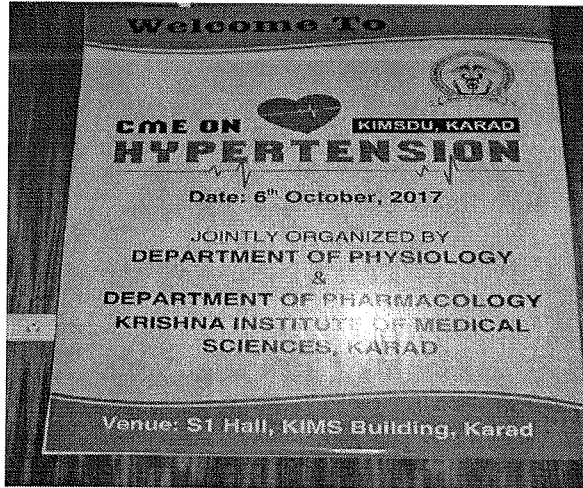 Welcome To
CME ON
KIMSDU, KARAD
HYPERTENSION
Date: 6th October, 2017
JOINTLY ORGANIZED BY
DEPARTMENT OF PHYSIOLOGY
&
DEPARTMENT OF PHARMACOLOGY
KRISHNA INSTITUTE OF MEDICAL
SCIENCES, KARAD
Venue: S1 Hall, KIMS Building, Karad